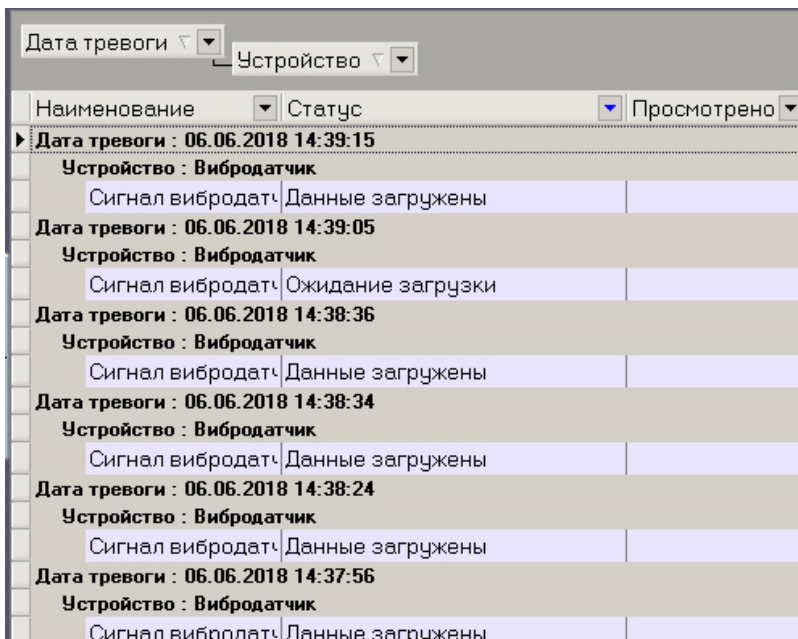 Дата тревоги
Устройство
Наименование Статус Просмотрено
Дата тревоги : 06.06.2018 14:39:15
Устройство : Вибродатчик
Сигнал вибродатч Данные загружены
Дата тревоги : 06.06.2018 14:39:05
Устройство : Вибродатчик
Сигнал вибродатч Ожидание загрузки
Дата тревоги : 06.06.2018 14:38:36
Устройство : Вибродатчик
Сигнал вибродатч Данные загружены
Дата тревоги : 06.06.2018 14:38:34
Устройство : Вибродатчик
Сигнал вибродатч Данные загружены
Дата тревоги : 06.06.2018 14:38:24
Устройство : Вибродатчик
Сигнал вибродатч Данные загружены
Дата тревоги : 06.06.2018 14:37:56
Устройство : Вибродатчик
Сигнал вибродатч Данные загружены